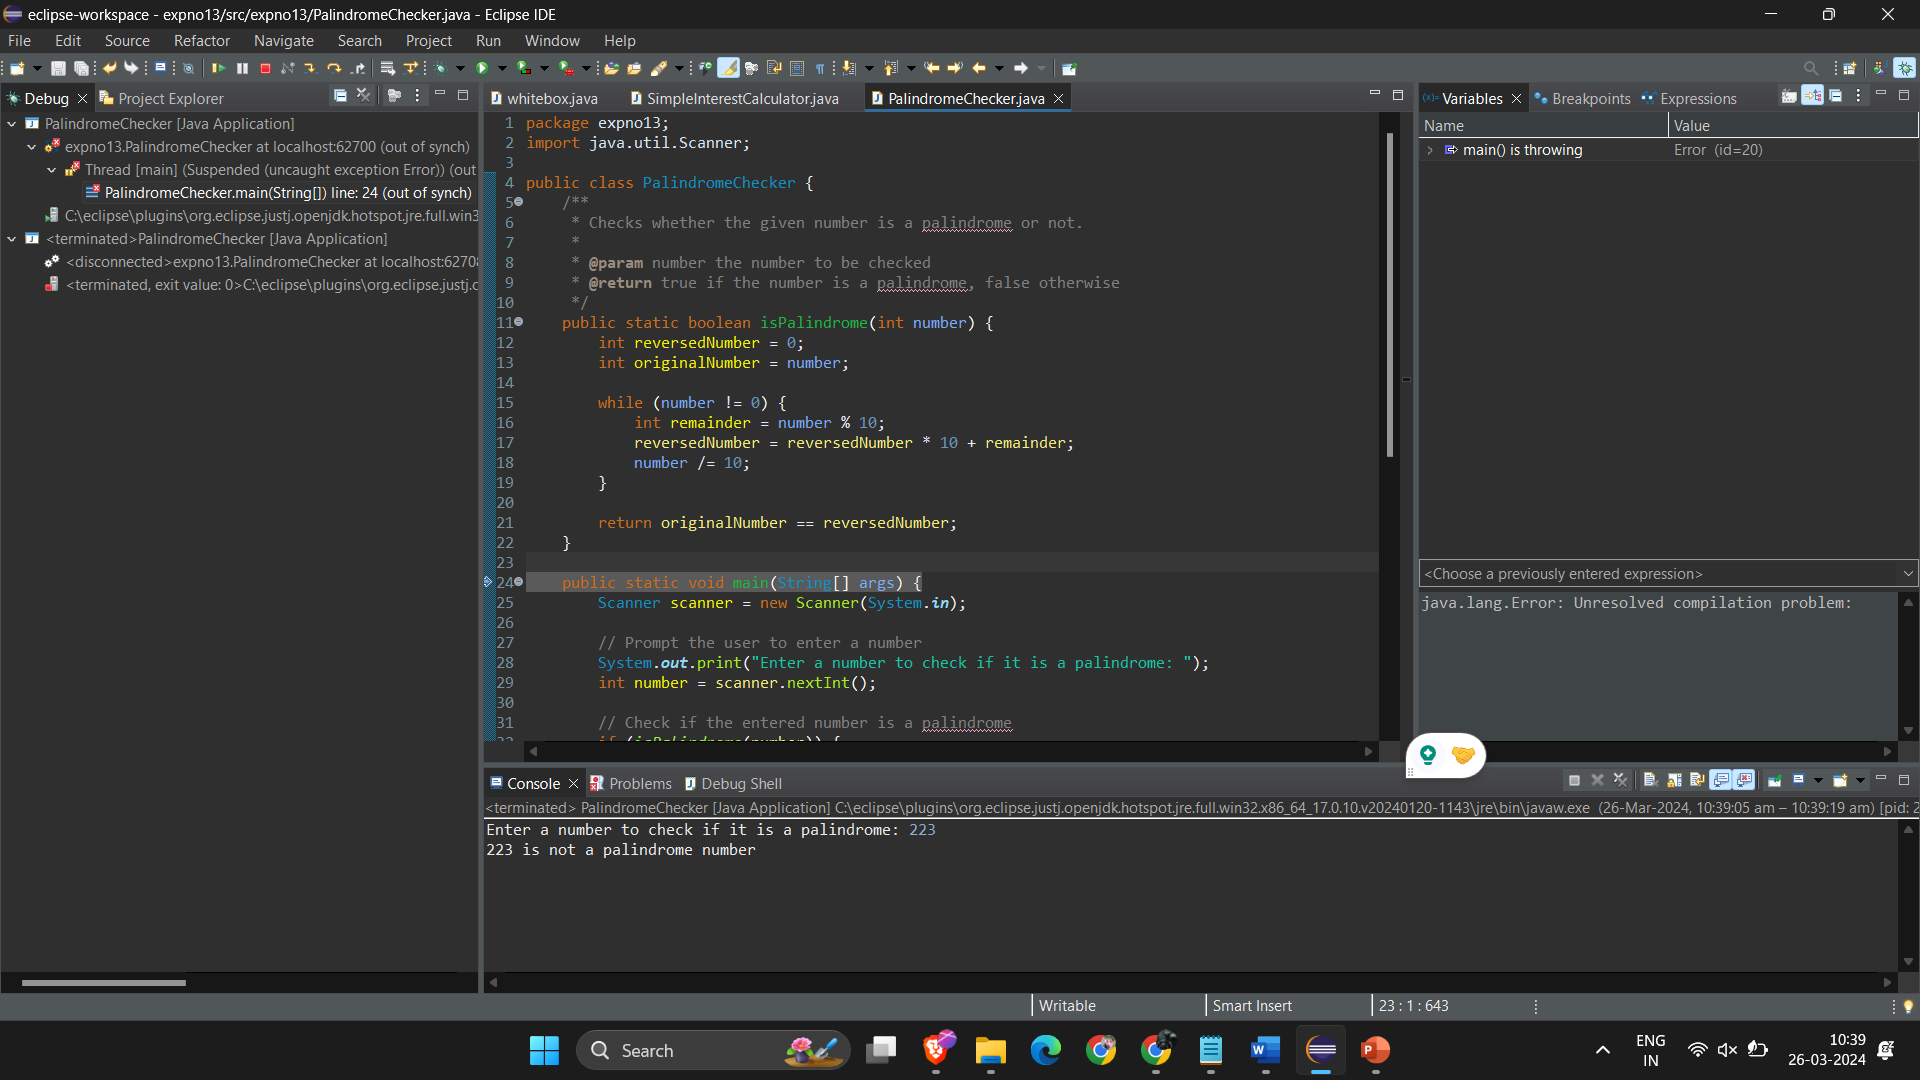 eclipse-workspace - expno13/src/expno13/PalindromeChecker.java - Eclipse IDE
File Edit Source Refactor Navigate Search Project Run Window Help
Debug Project Explorer
PalindromeChecker [Java Application]
expno13.PalindromeChecker at localhost:62700 (out of synch)
Thread [main] (Suspended (uncaught exception Error)) (out
PalindromeChecker.main(String[]) line: 24 (out of synch)
C:\eclipse\plugins\org.eclipse.justj.openjdk.hotspot.jre.full.win3
<terminated>PalindromeChecker [Java Application]
<disconnected>expno13.PalindromeChecker at localhost:6270
<terminated, exit value: 0>C:\eclipse\plugins\org.eclipse.justj.c
whitebox.java SimpleInterestCalculator.java PalindromeChecker.java
1 package expno13;
2 import java.util.Scanner;
3
4 public class PalindromeChecker {
5 /**
6 * Checks whether the given number is a palindrome or not.
7 *
8 * @param number the number to be checked
9 * @return true if the number is a palindrome, false otherwise
10 */
11 public static boolean isPalindrome(int number) {
12 int reversedNumber = 0;
13 int originalNumber = number;
14
15 while (number != 0) {
16 int remainder = number % 10;
17 reversedNumber = reversedNumber * 10 + remainder;
18 number /= 10;
19 }
20
21 return originalNumber == reversedNumber;
22 }
23
24 public static void main(String[] args) {
25 Scanner scanner = new Scanner(System.in);
26
27 // Prompt the user to enter a number
28 System.out.print("Enter a number to check if it is a palindrome: ");
29 int number = scanner.nextInt();
30
31 // Check if the entered number is a palindrome
32 if (isPalindrome(number)) {
Variables Breakpoints Expressions
Name Value
main() is throwing Error (id=20)
<Choose a previously entered expression>
java.lang.Error: Unresolved compilation problem:
Console Problems Debug Shell
<terminated> PalindromeChecker [Java Application] C:\eclipse\plugins\org.eclipse.justj.openjdk.hotspot.jre.full.win32.x86_64_17.0.10.v20240120-1143\jre\bin\javaw.exe (26-Mar-2024, 10:39:05 am – 10:39:19 am) [pid: 2
Enter a number to check if it is a palindrome: 223
223 is not a palindrome number
Writable Smart Insert 23 : 1 : 643
Search
ENG
IN
10:39
26-03-2024